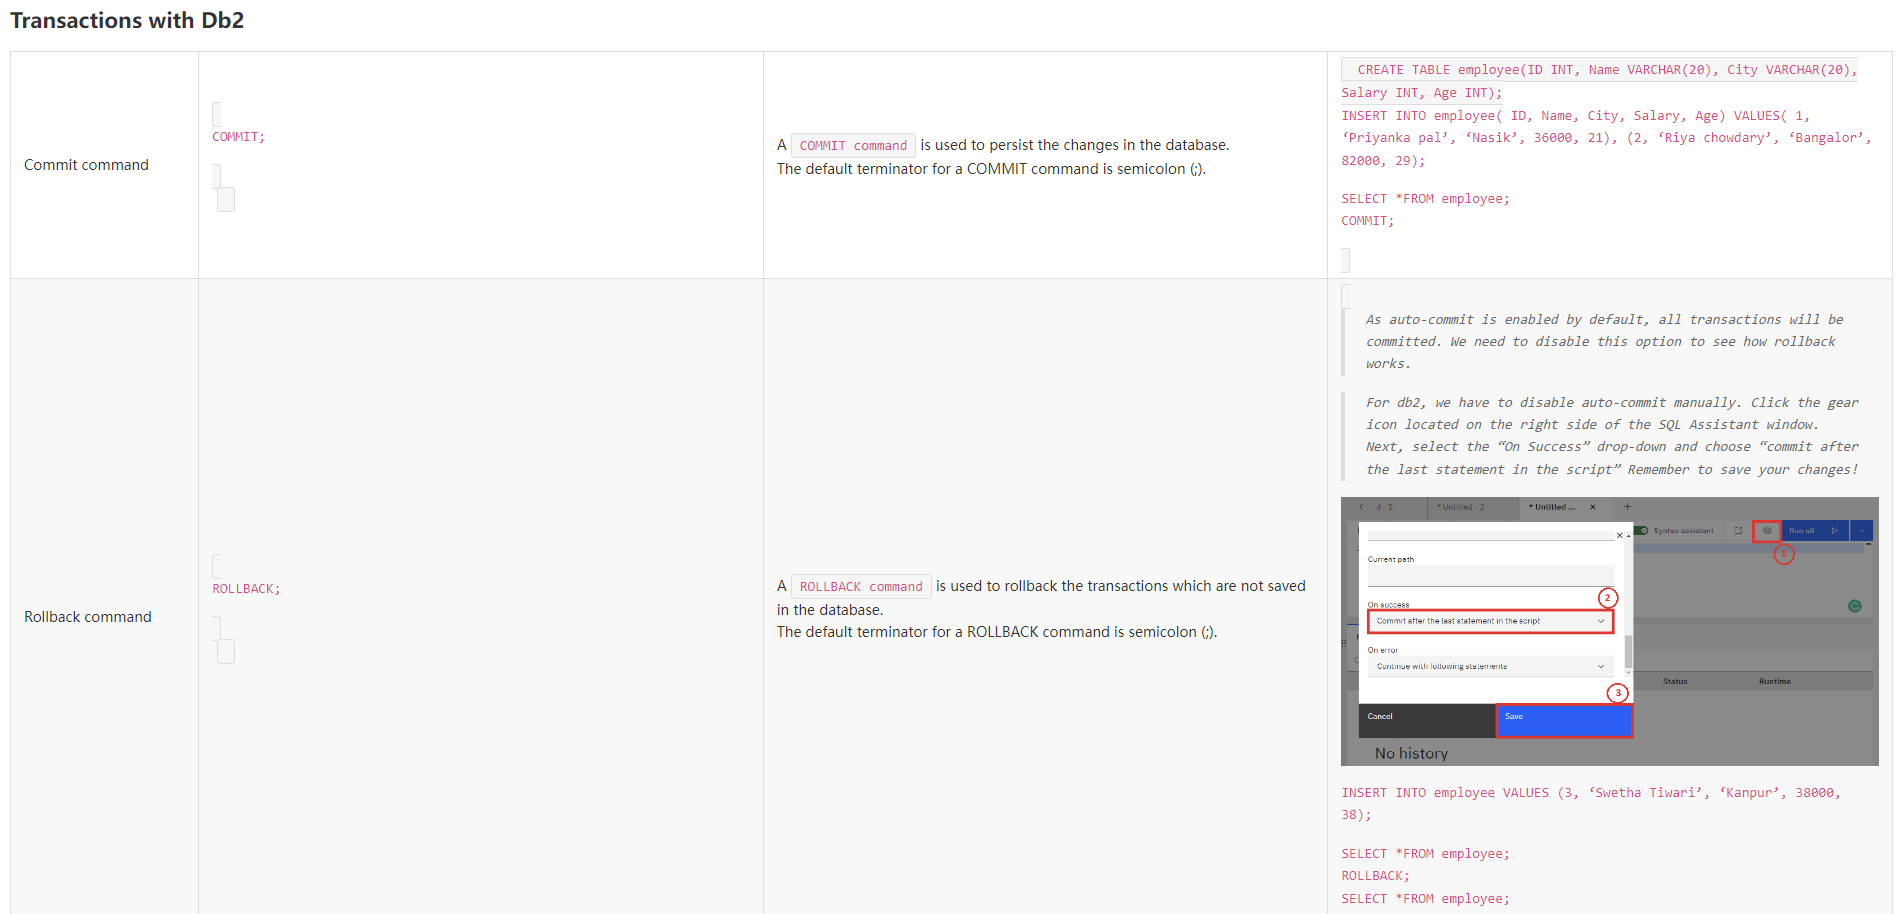 Transactions with Db2
Commit command
COMMIT;
A COMMIT command is used to persist the changes in the database.
The default terminator for a COMMIT command is semicolon (;).
CREATE TABLE employee(ID INT, Name VARCHAR(20), City VARCHAR(20),
Salary INT, Age INT);
INSERT INTO employee( ID, Name, City, Salary, Age) VALUES( 1,
‘Priyanka pal’, ‘Nasik’, 36000, 21), (2, ‘Riya chowdary’, ‘Bangalor’,
82000, 29);
SELECT *FROM employee;
COMMIT;
Rollback command
ROLLBACK;
A ROLLBACK command is used to rollback the transactions which are not saved
in the database.
The default terminator for a ROLLBACK command is semicolon (;).
As auto-commit is enabled by default, all transactions will be
committed. We need to disable this option to see how rollback
works.
For db2, we have to disable auto-commit manually. Click the gear
icon located on the right side of the SQL Assistant window.
Next, select the “On Success” drop-down and choose “commit after
the last statement in the script” Remember to save your changes!
d - 1
* Untitled - 2
* Untitled ...
Syntax assistant
Run all
1
Current path
On success
2
Commit after the last statement in the script
On error
Continue with following statements
3
Status
Runtime
Cancel
Save
No history
INSERT INTO employee VALUES (3, ‘Swetha Tiwari’, ‘Kanpur’, 38000,
38);
SELECT *FROM employee;
ROLLBACK;
SELECT *FROM employee;